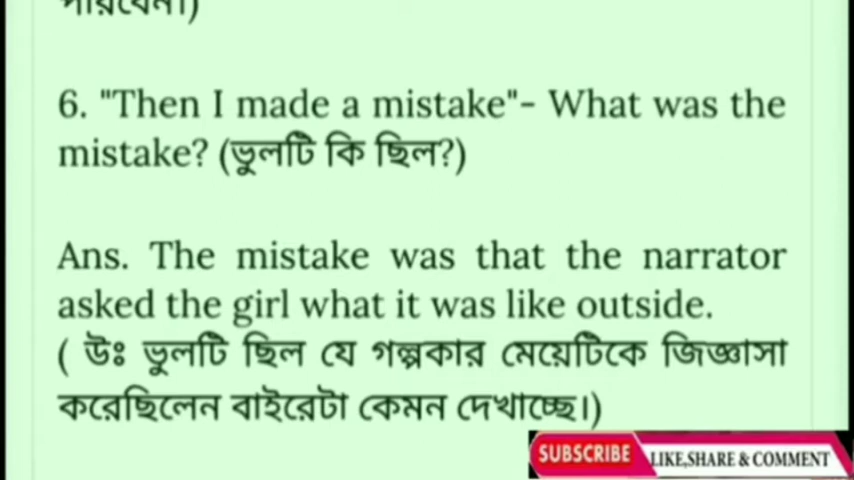 পারবেন।)
6. "Then I made a mistake"- What was the
mistake? (ভুলটি কি ছিল?)
Ans. The mistake was that the narrator
asked the girl what it was like outside.
( উঃ ভুলটি ছিল যে গল্পকার মেয়েটিকে জিজ্ঞাসা
করেছিলেন বাইরেটা কেমন দেখাচ্ছে।)
SUBSCRIBE LIKE,SHARE & COMMENT